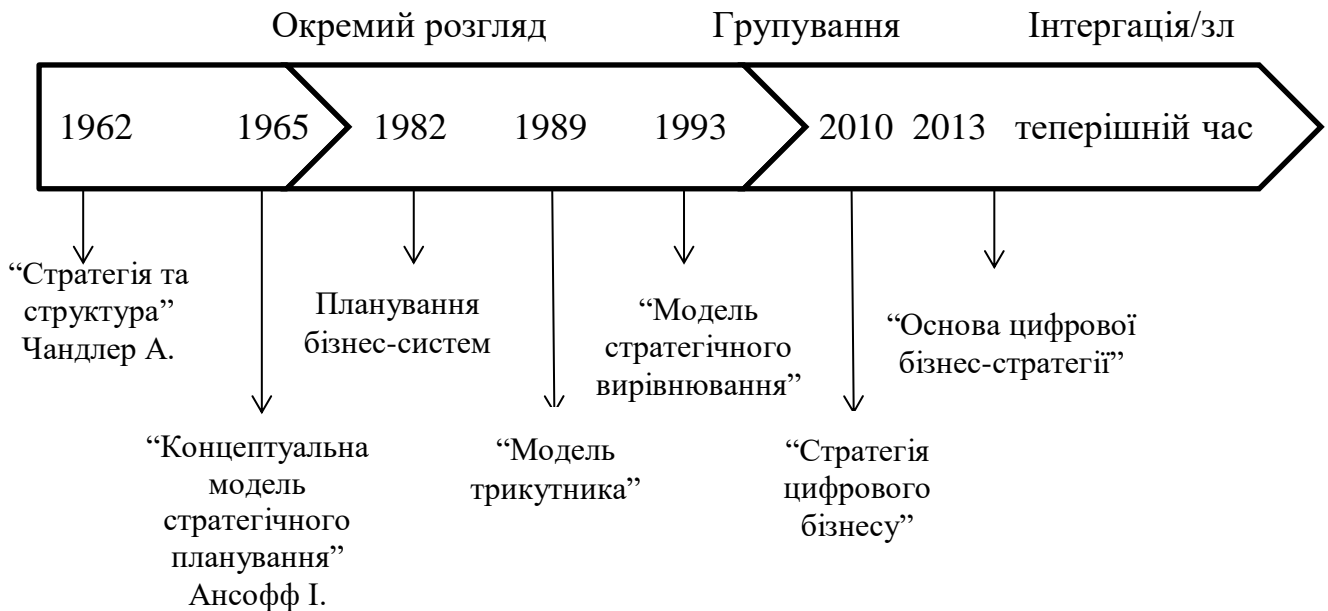 Окремий розгляд Групування Інтергація/зл
1962 1965 1982 1989 1993 2010 2013 теперішній час
“Стратегія та
структура”
Чандлер А.
“Концептуальна
модель
стратегічного
планування”
Ансофф І.
Планування
бізнес-систем
“Модель
трикутника”
“Модель
стратегічного
вирівнювання”
“Стратегія
цифрового
бізнесу”
“Основа цифрової
бізнес-стратегії”